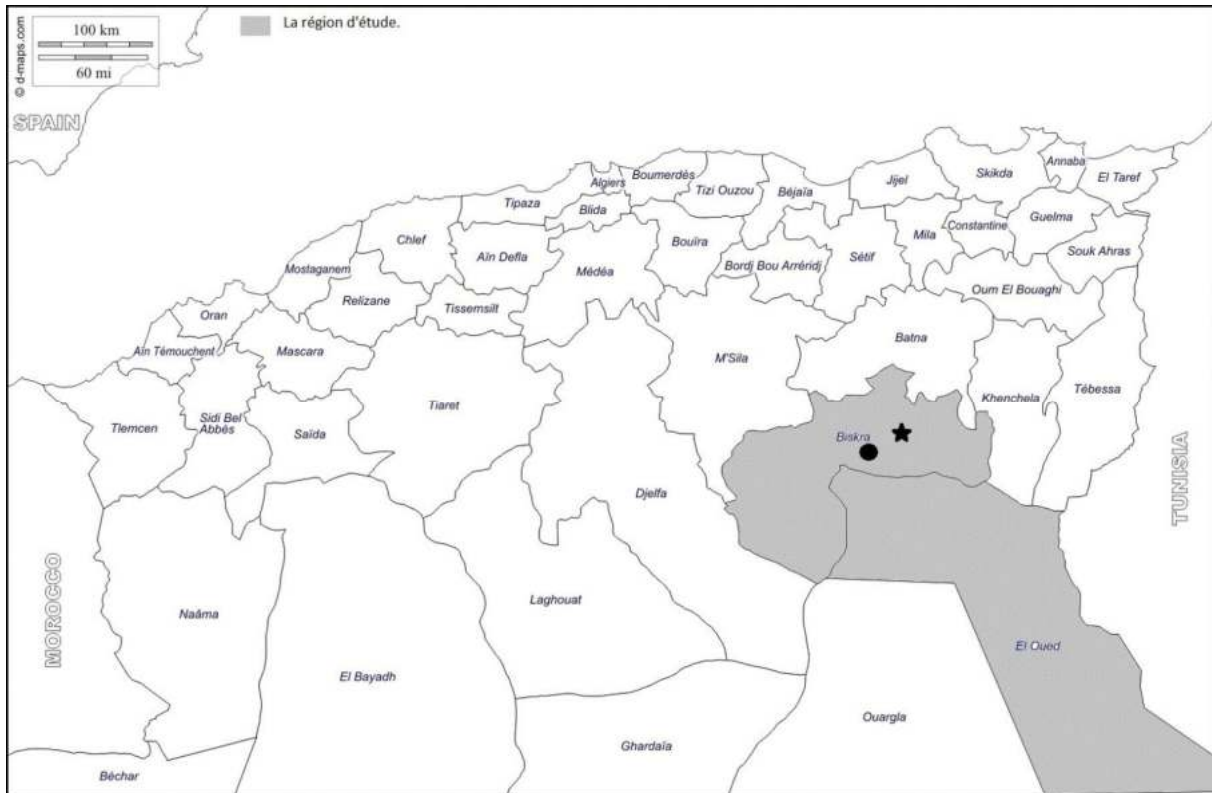 100 km
60 mi
© d-maps.com
La région d'étude.
SPAIN
Algiers
Boumerdès
Tizi Ouzou
Béjaïa
Jijel
Skikda
Annaba
El Taref
Tipaza
Blida
Chlef
Aïn Defla
Médéa
Bouïra
Bordj Bou Arréridj
Sétif
Mila
Constantine
Guelma
Souk Ahras
Mostaganem
Relizane
Tissemsilt
Oum El Bouaghi
Oran
Aïn Témouchent
Mascara
M'Sila
Batna
Khenchela
Tébessa
Tlemcen
Sidi Bel
Abbés
Saïda
Tiaret
Biskra
Djelfa
TUNISIA
MOROCCO
Naâma
Laghouat
El Oued
El Bayadh
Ghardaïa
Ouargla
Béchar